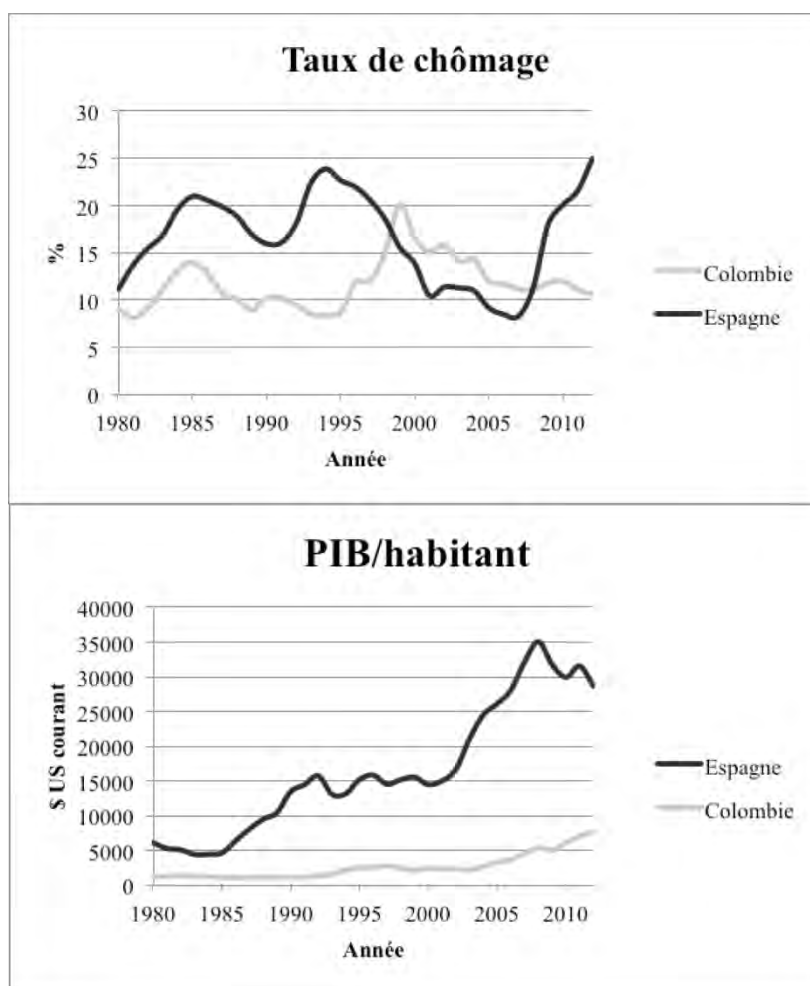 Taux de chômage
30
25
20
15
10
5
0
%
1980 1985 1990 1995 2000 2005 2010
Année
Colombie
Espagne
PIB/habitant
40000
35000
30000
25000
20000
15000
10000
5000
0
$ US courant
1980 1985 1990 1995 2000 2005 2010
Année
Espagne
Colombie